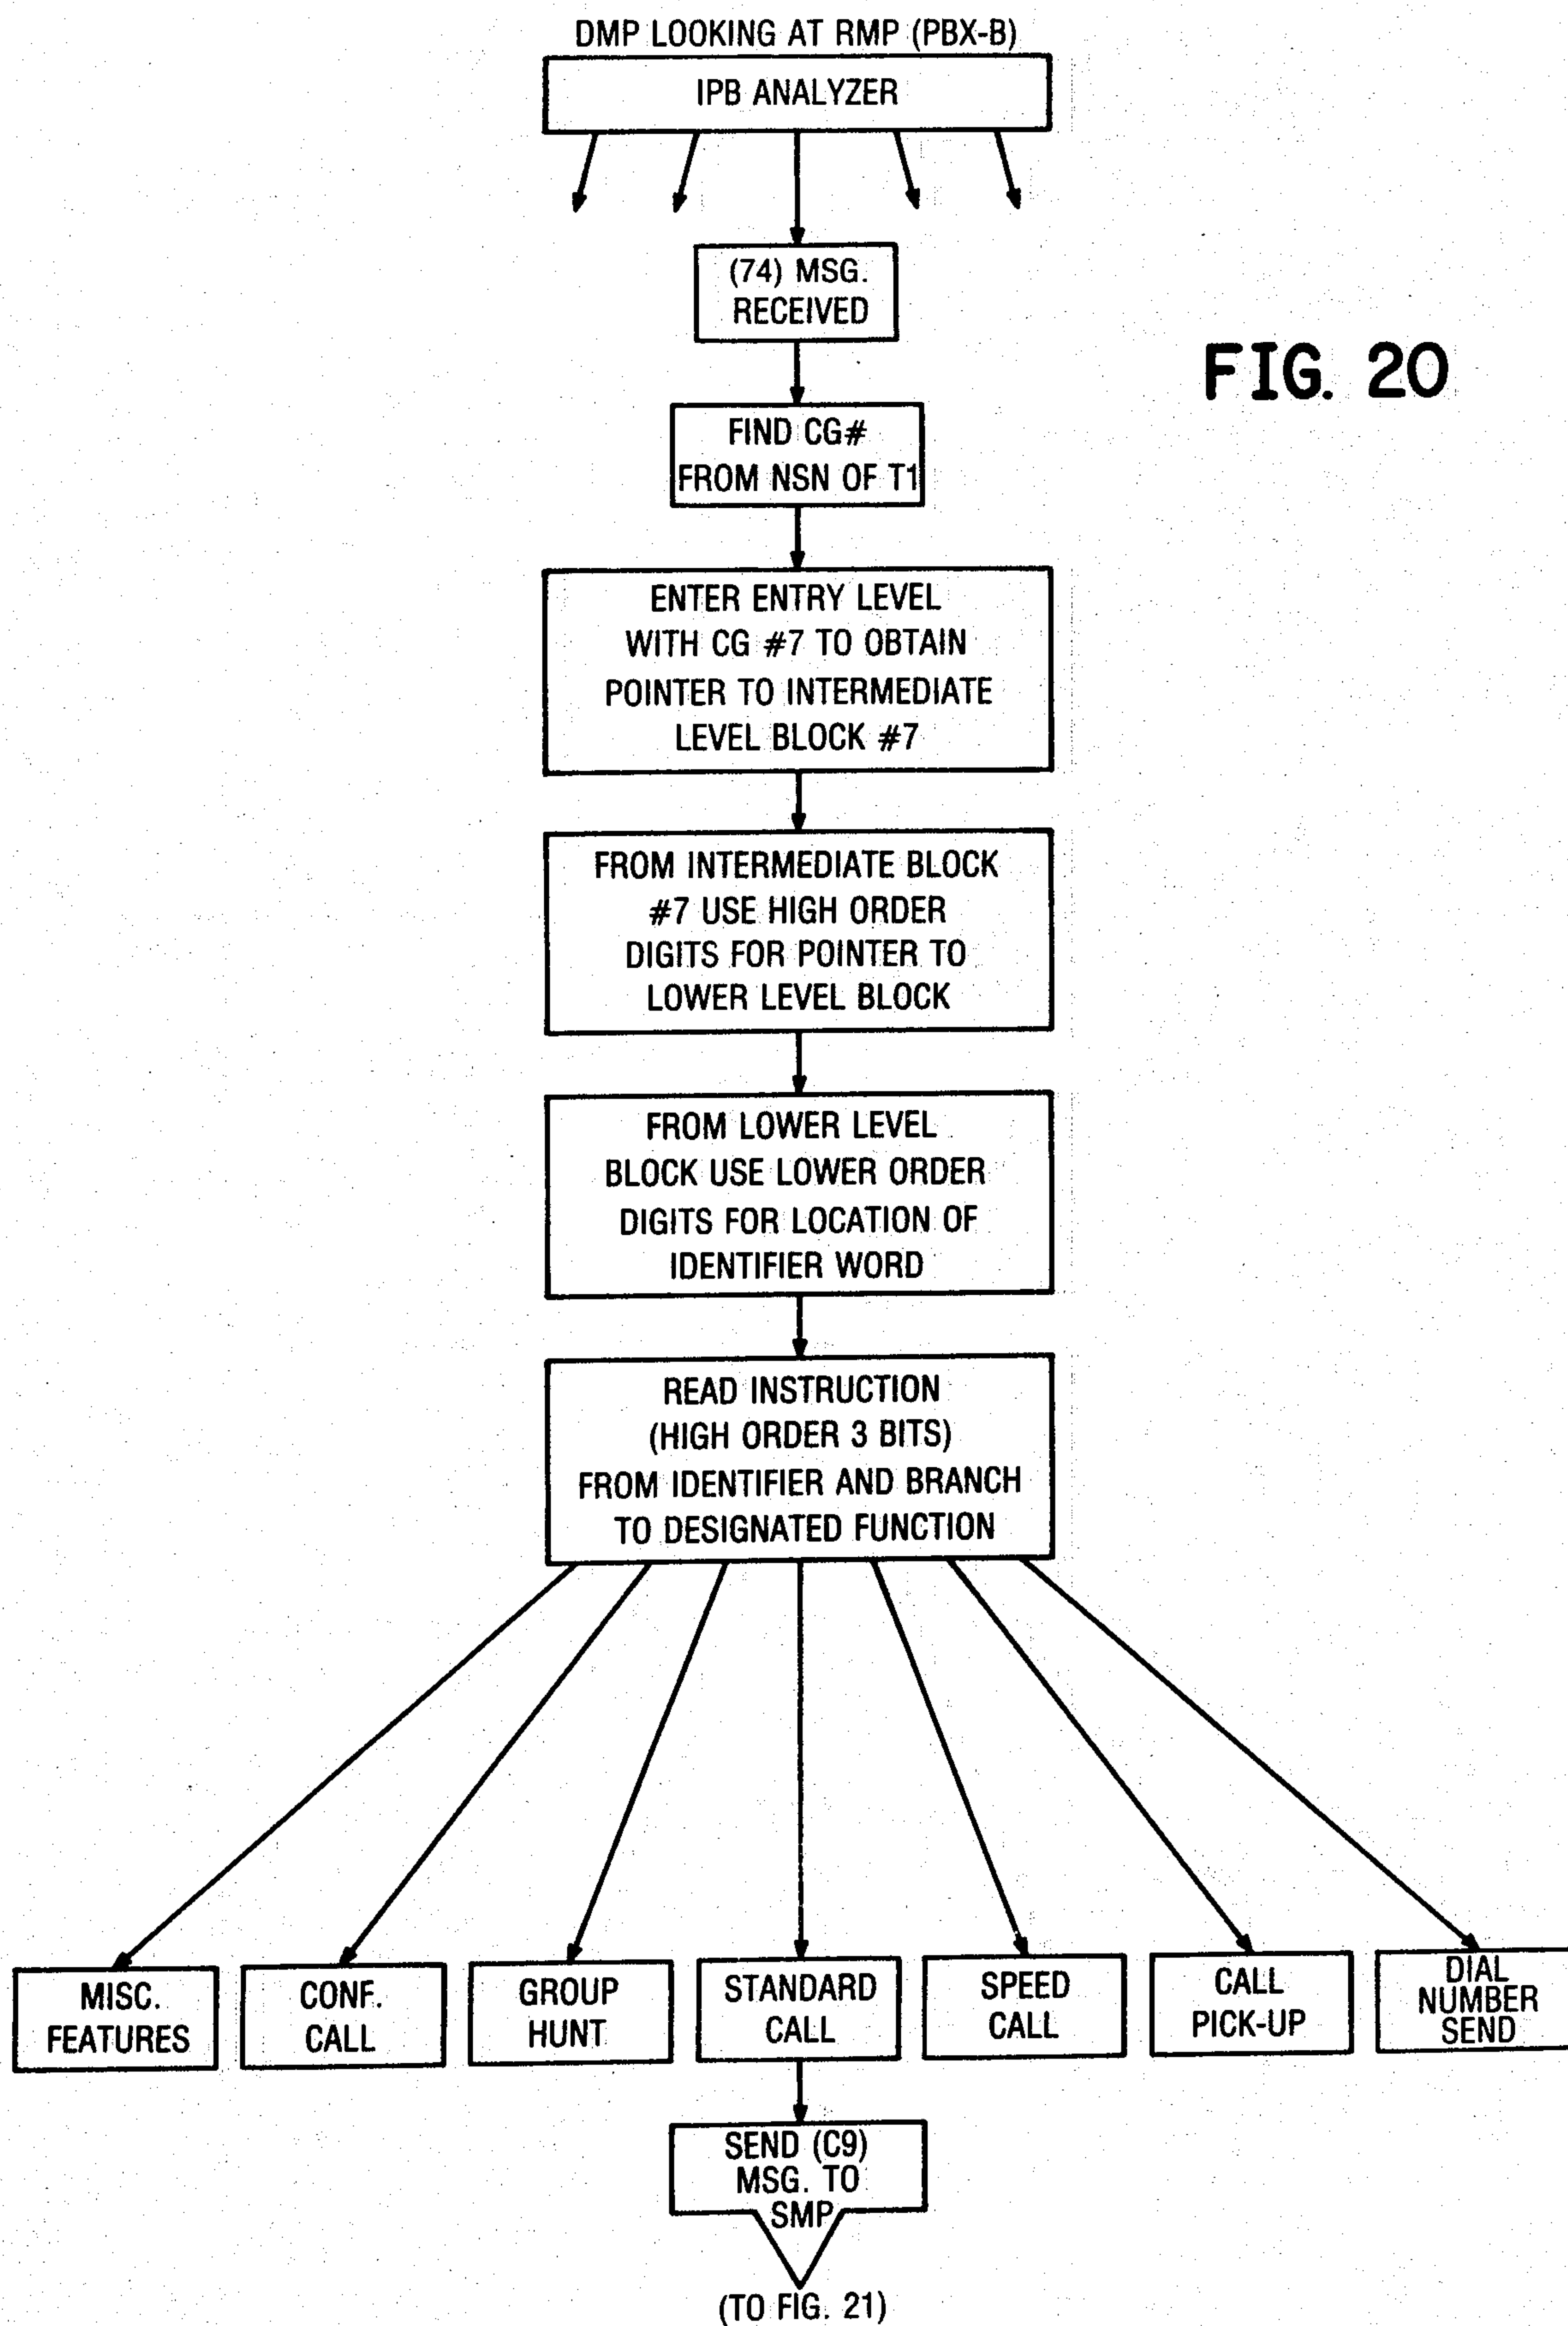 DMP LOOKING AT RMP (PBX-B)
IPB ANALYZER
(74) MSG.
RECEIVED
FIG. 20
FIND CG#
FROM NSN OF T1
ENTER ENTRY LEVEL
WITH CG #7 TO OBTAIN
POINTER TO INTERMEDIATE
LEVEL BLOCK #7
FROM INTERMEDIATE BLOCK
#7 USE HIGH ORDER
DIGITS FOR POINTER TO
LOWER LEVEL BLOCK
FROM LOWER LEVEL
BLOCK USE LOWER ORDER
DIGITS FOR LOCATION OF
IDENTIFIER WORD
READ INSTRUCTION
(HIGH ORDER 3 BITS)
FROM IDENTIFIER AND BRANCH
TO DESIGNATED FUNCTION
MISC.
FEATURES
CONF.
CALL
GROUP
HUNT
STANDARD
CALL
SPEED
CALL
CALL
PICK-UP
DIAL
NUMBER
SEND
SEND (C9)
MSG. TO
SMP
(TO FIG. 21)